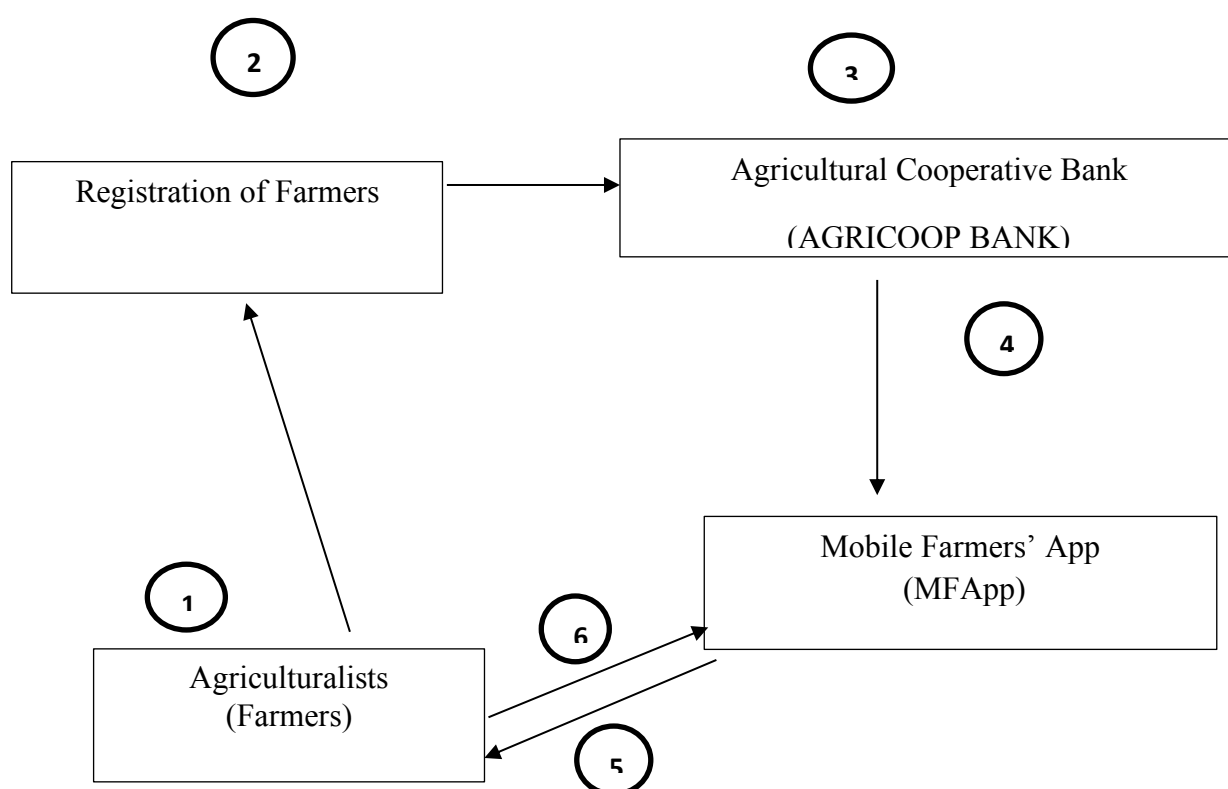 2
3
Registration of Farmers
Agricultural Cooperative Bank
(AGRICOOP BANK)
4
Mobile Farmers’ App
(MFApp)
1
6
Agriculturalists
(Farmers)
5